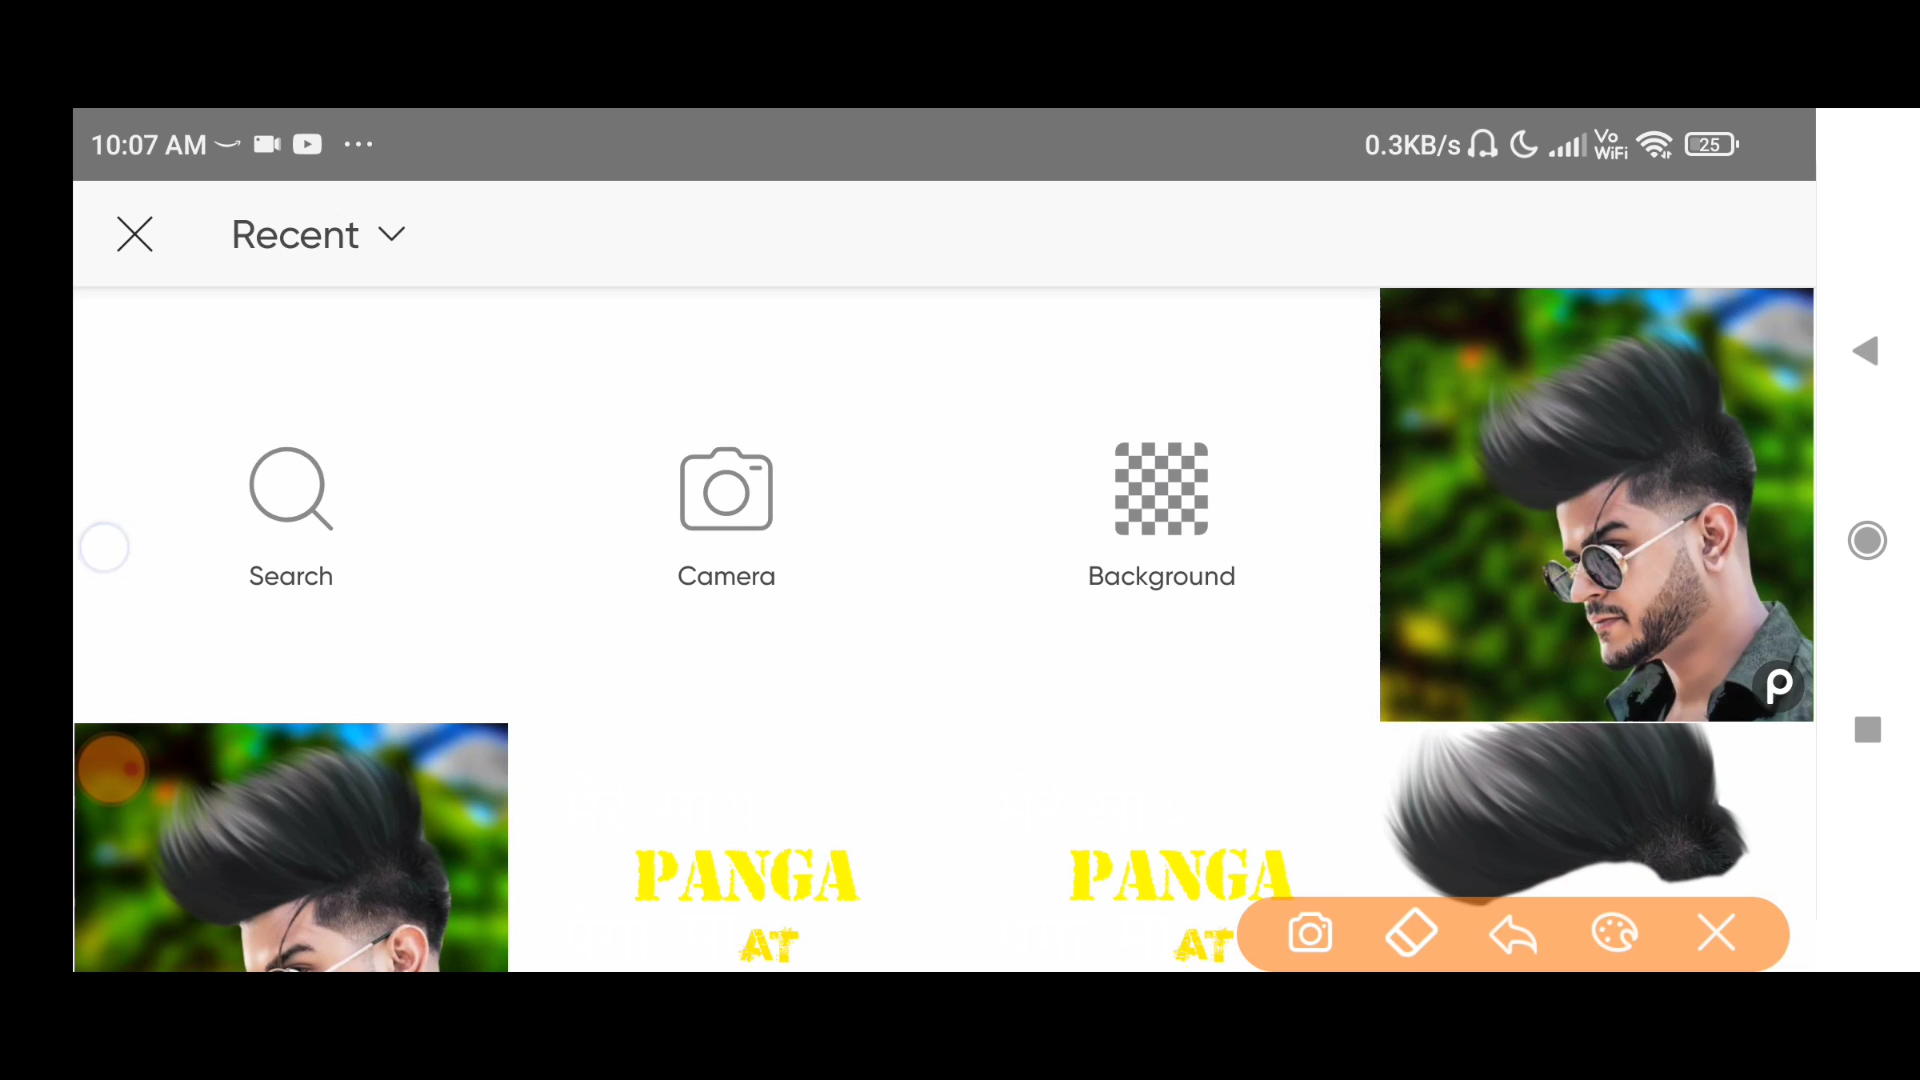 10:07 AM
0.3KB/s
Vo
WiFi
25
Recent
Search
Camera
Background
PANGA
PANGA
AT
AT